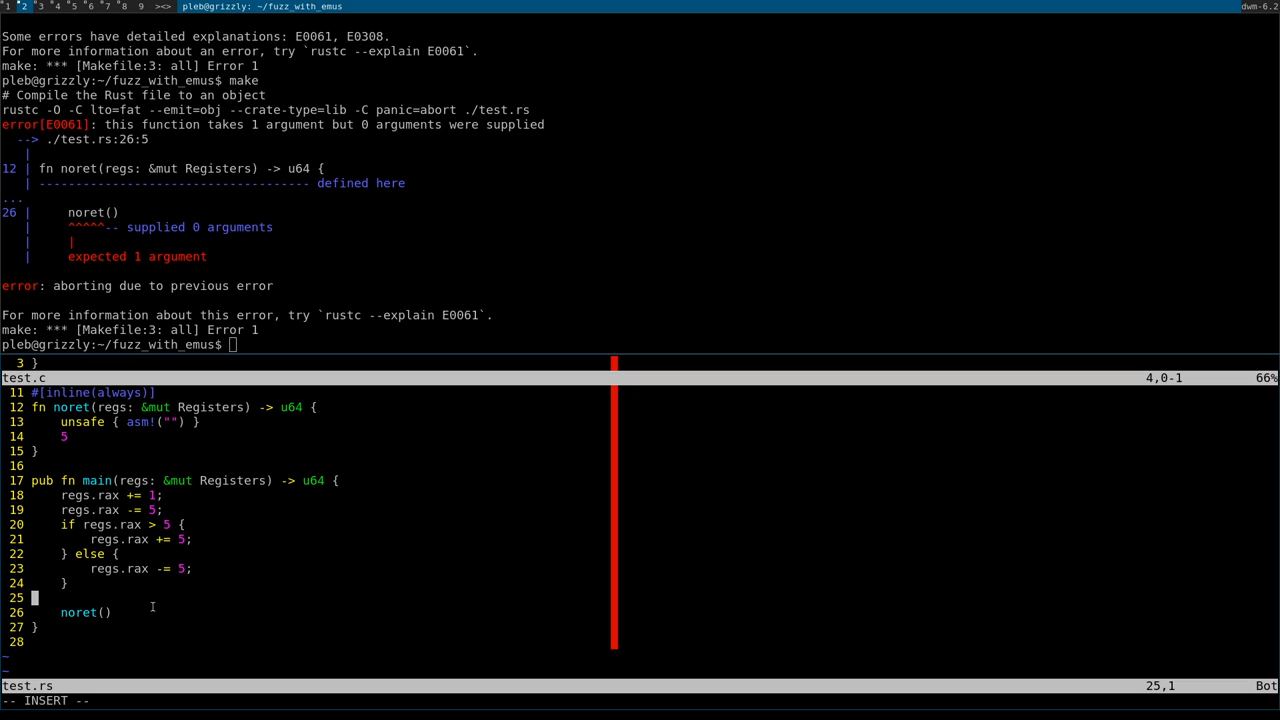 1 2 3 4 5 6 7 8 9 ><> pleb@grizzly: ~/fuzz_with_emus dwm-6.2
Some errors have detailed explanations: E0061, E0308.
For more information about an error, try `rustc --explain E0061`.
make: *** [Makefile:3: all] Error 1
pleb@grizzly:~/fuzz_with_emus$ make
# Compile the Rust file to an object
rustc -O -C lto=fat --emit=obj --crate-type=lib -C panic=abort ./test.rs
error[E0061]: this function takes 1 argument but 0 arguments were supplied
  --> ./test.rs:26:5
   |
12 | fn noret(regs: &mut Registers) -> u64 {
   | ------------------------------------- defined here
...
26 |     noret()
   |     ^^^^^-- supplied 0 arguments
   |     |
   |     expected 1 argument
error: aborting due to previous error
For more information about this error, try `rustc --explain E0061`.
make: *** [Makefile:3: all] Error 1
pleb@grizzly:~/fuzz_with_emus$
3 }
test.c 4,0-1 66%
11 #[inline(always)]
12 fn noret(regs: &mut Registers) -> u64 {
13     unsafe { asm!("") }
14     5
15 }
16
17 pub fn main(regs: &mut Registers) -> u64 {
18     regs.rax += 1;
19     regs.rax -= 5;
20     if regs.rax > 5 {
21         regs.rax += 5;
22     } else {
23         regs.rax -= 5;
24     }
25
26     noret()
27 }
28
~
~
test.rs 25,1 Bot
-- INSERT --